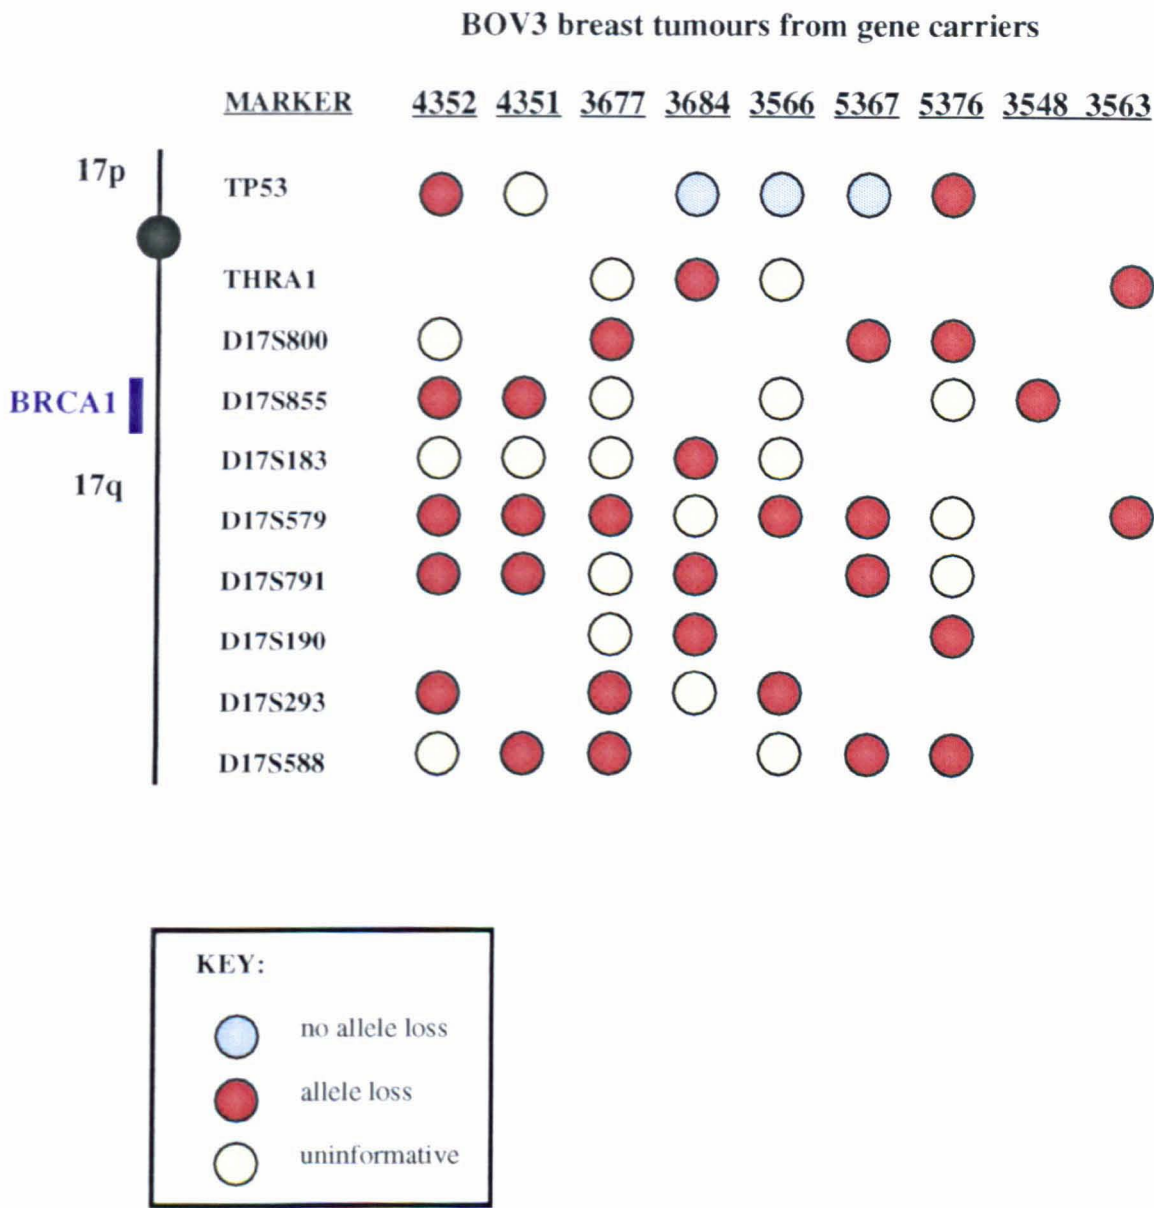 BOV3 breast tumours from gene carriers
MARKER 4352 4351 3677 3684 3566 5367 5376 3548 3563
17p
TP53
THRA1
D17S800
BRCA1 D17S855
D17S183
17q
D17S579
D17S791
D17S190
D17S293
D17S588
KEY:
no allele loss
allele loss
uninformative